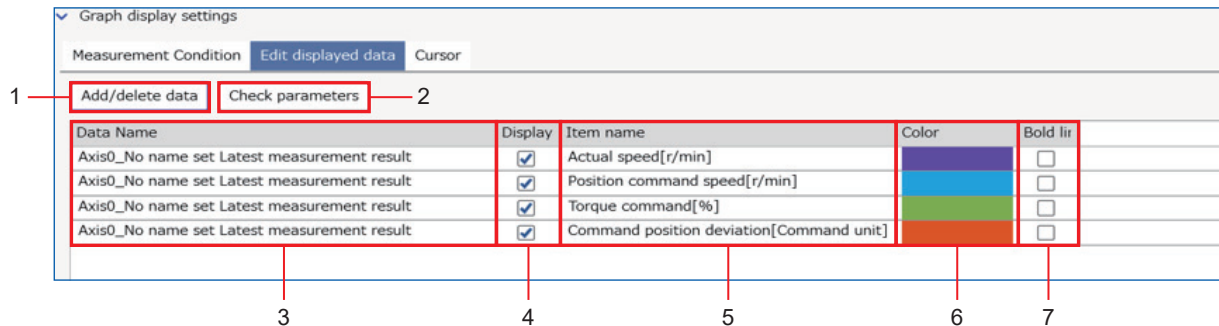 Graph display settings
Measurement Condition Edit displayed data Cursor
1 Add/delete data Check parameters 2
Data Name Display Item name Color Bold lir
Axis0_No name set Latest measurement result Actual speed[r/min]
Axis0_No name set Latest measurement result Position command speed[r/min]
Axis0_No name set Latest measurement result Torque command[%]
Axis0_No name set Latest measurement result Command position deviation[Command unit]
3 4 5 6 7